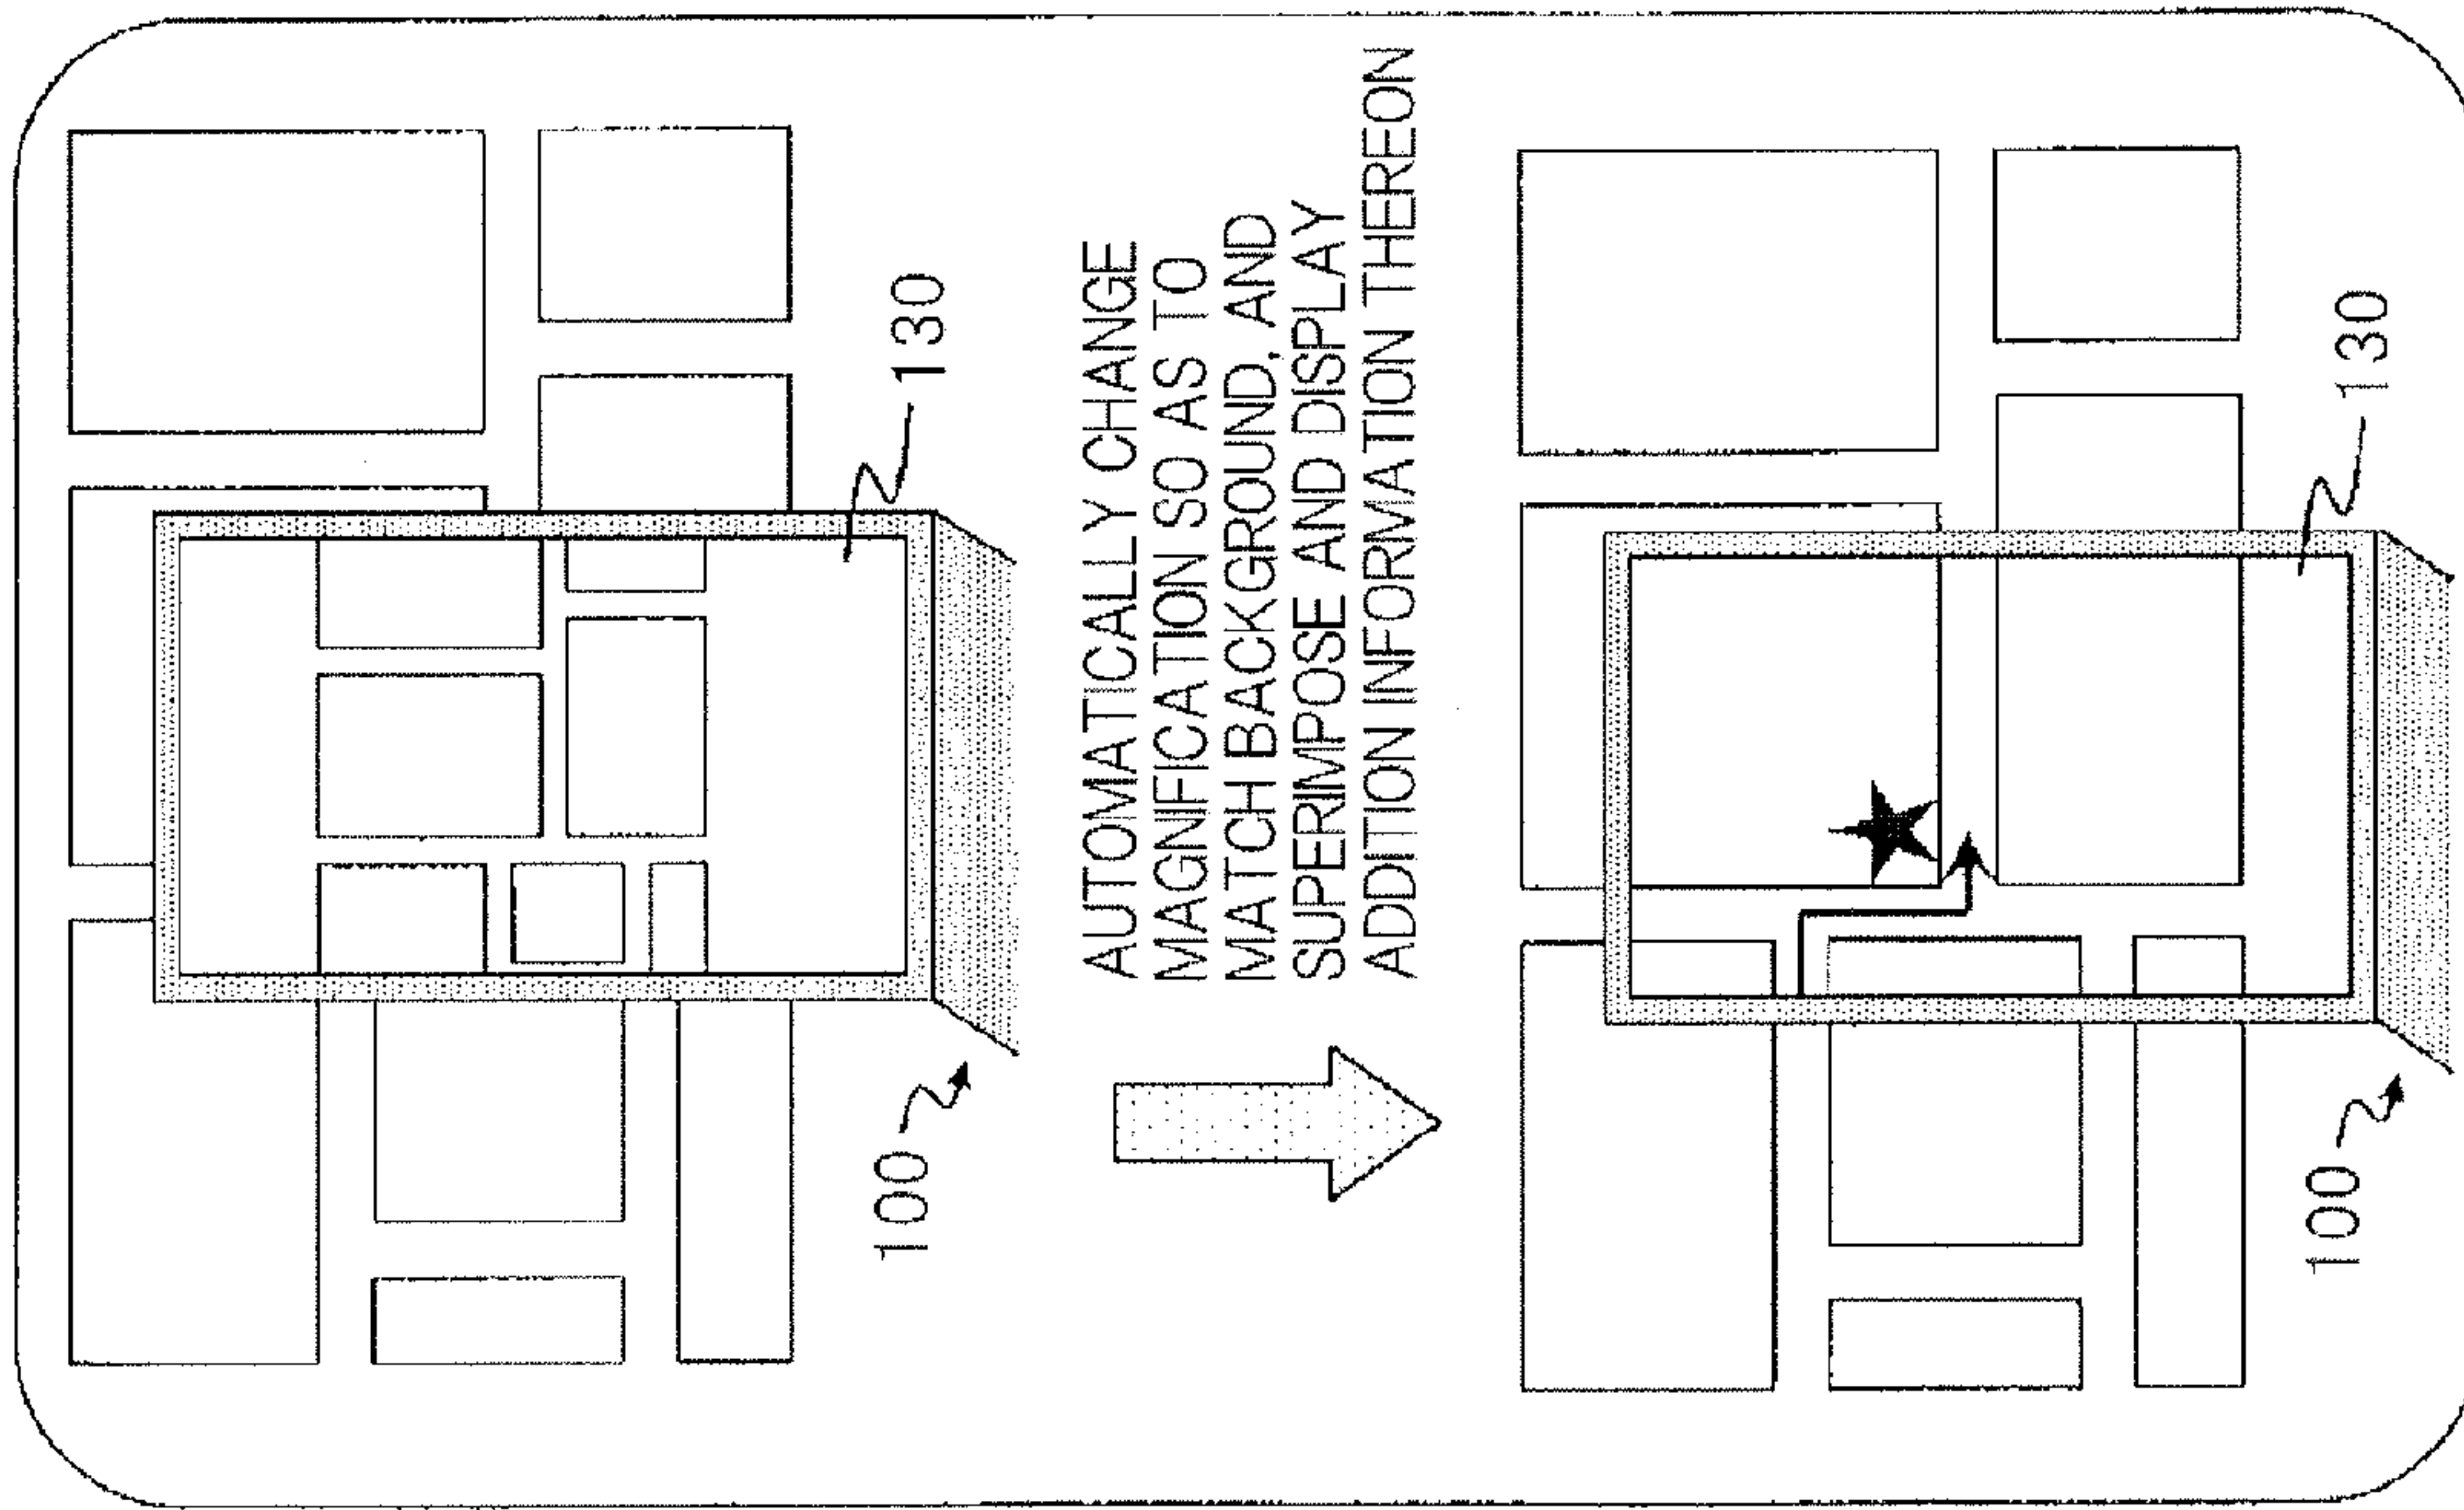 130
100
AUTOMATICALLY CHANGE
MAGNIFICATION SO AS TO
MATCH BACKGROUND, AND
SUPERIMPOSE AND DISPLAY
ADDITION INFORMATION THEREON
130
100